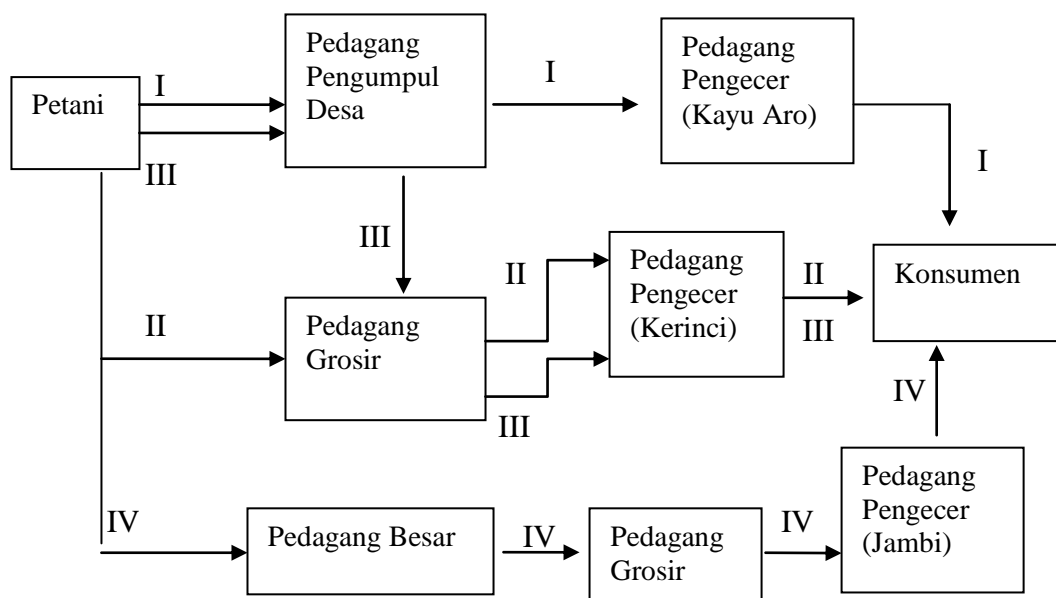 Petani
I
III
Pedagang
Pengumpul
Desa
I
Pedagang
Pengecer
(Kayu Aro)
I
III
II
Pedagang
Grosir
II
III
Pedagang
Pengecer
(Kerinci)
II
III
Konsumen
IV
IV
Pedagang Besar
IV
Pedagang
Grosir
IV
Pedagang
Pengecer
(Jambi)